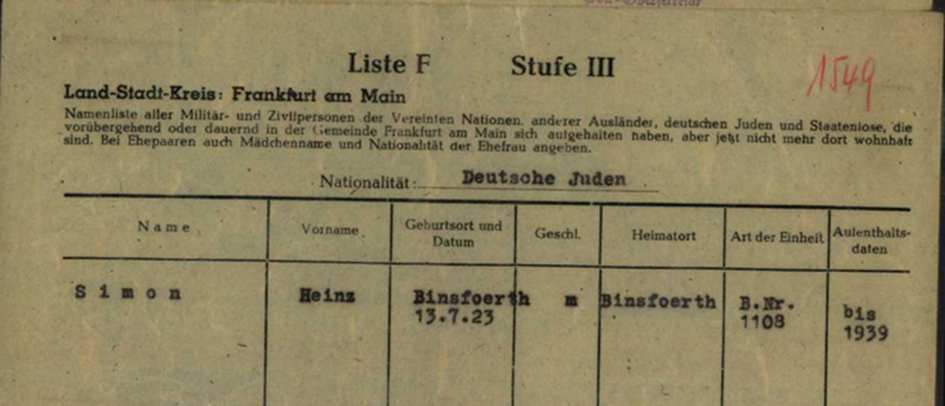 Liste F Stufe III
1549
Land-Stadt-Kreis: Frankfurt am Main
Namenliste aller Militär- und Zivilpersonen der Vereinten Nationen, anderer Ausländer, deutschen Juden und Staatenlose, die
vorübergehend oder dauernd in der Gemeinde Frankfurt am Main sich aufgehalten haben, aber jetzt nicht mehr dort wohnhaft
sind. Bei Ehepaaren auch Mädchenname und Nationalität der Ehefrau angeben.
Nationalität: Deutsche Juden
Name Vorname Geburtsort und Geschl. Heimatort Art der Einheit Aufenthalts-
Datum daten
Simon Heinz Binsfoerth m Binsfoerth B.Nr. bis
13.7.23 1108 1939